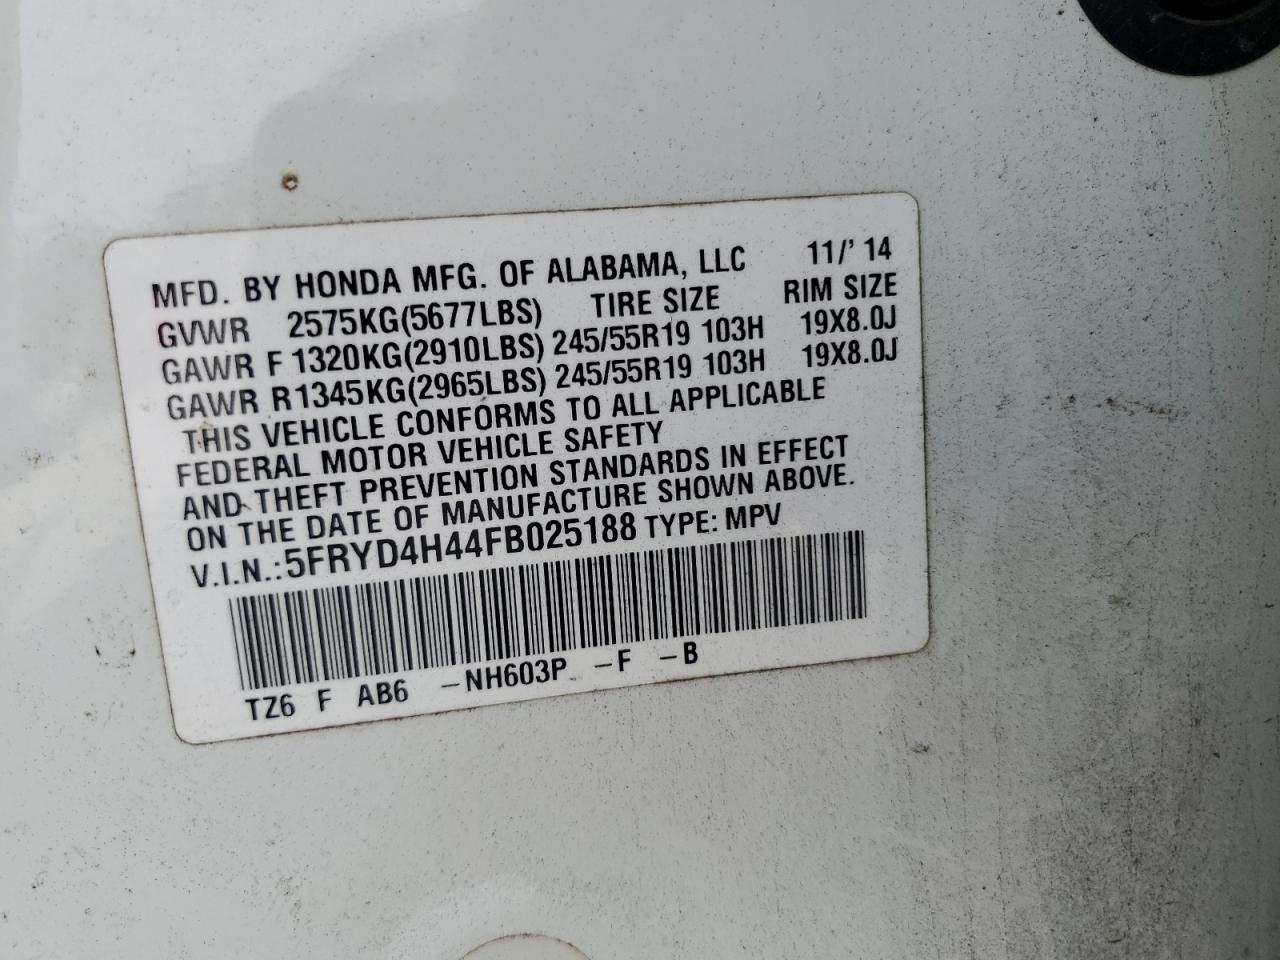 MFD. BY HONDA MFG. OF ALABAMA, LLC 11/' 14
GVWR 2575KG(5677LBS) TIRE SIZE RIM SIZE
GAWR F 1320KG(2910LBS) 245/55R19 103H 19X8.0J
GAWR R 1345KG(2965LBS) 245/55R19 103H 19X8.0J
THIS VEHICLE CONFORMS TO ALL APPLICABLE
FEDERAL MOTOR VEHICLE SAFETY
AND THEFT PREVENTION STANDARDS IN EFFECT
ON THE DATE OF MANUFACTURE SHOWN ABOVE.
V.I.N.: 5FRYD4H44FB025188 TYPE: MPV
TZ6 F AB6 -NH603P -F -B